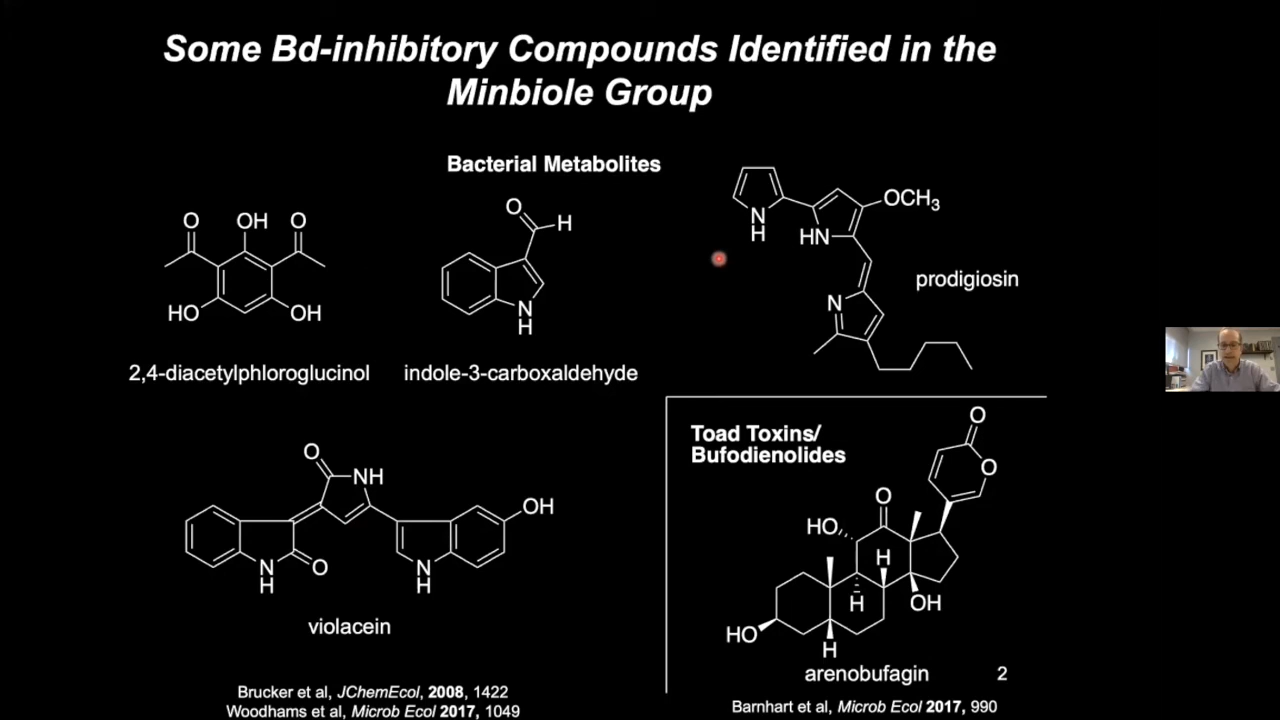 Some Bd-inhibitory Compounds Identified in the
Minbiole Group
Bacterial Metabolites
O
OH
O
HO
OH
2,4-diacetylphloroglucinol
O
H
N
H
indole-3-carboxaldehyde
N
H
HN
OCH3
N
prodigiosin
O
NH
OH
N
H
O
N
H
violacein
Toad Toxins/
Bufodienolides
O
O
O
HO
H
H
OH
HO
H
arenobufagin
2
Brucker et al, JChemEcol, 2008, 1422
Woodhams et al, Microb Ecol 2017, 1049
Barnhart et al, Microb Ecol 2017, 990